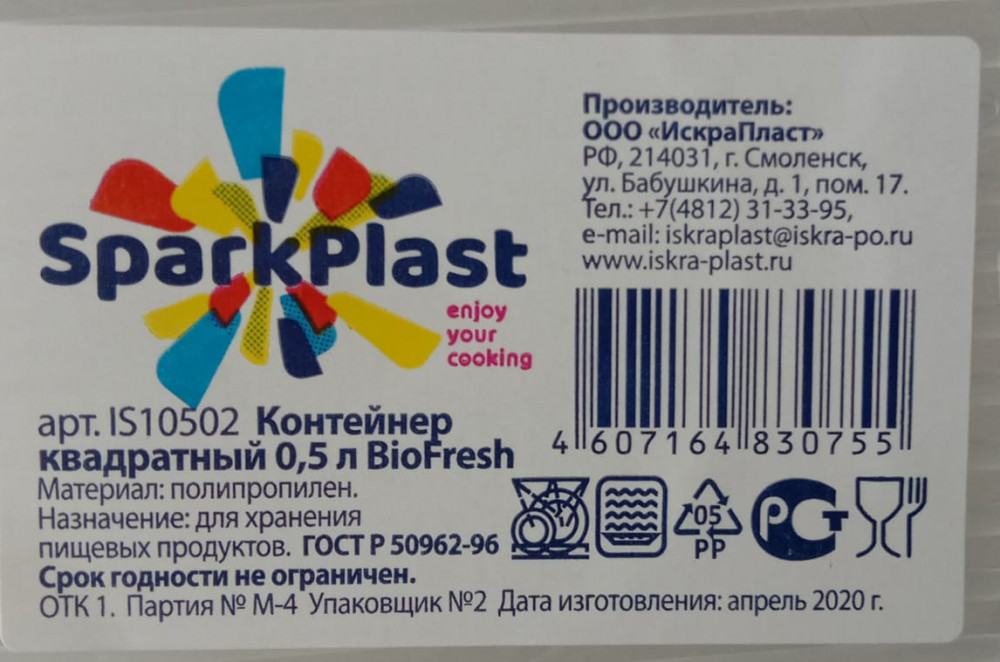 SparkPlast
enjoy
your
cooking
арт. IS10502 Контейнер
квадратный 0,5 л BioFresh
Материал: полипропилен.
Назначение: для хранения
пищевых продуктов. ГОСТ Р 50962-96
Срок годности не ограничен.
ОТК 1. Партия № М-4 Упаковщик №2 Дата изготовления: апрель 2020 г.
Производитель:
ООО «ИскраПласт»
РФ, 214031, г. Смоленск,
ул. Бабушкина, д. 1, пом. 17.
Тел.: +7(4812) 31-33-95,
e-mail: iskraplast@iskra-po.ru
www.iskra-plast.ru
4 607164 830755
05
PP
РСТ